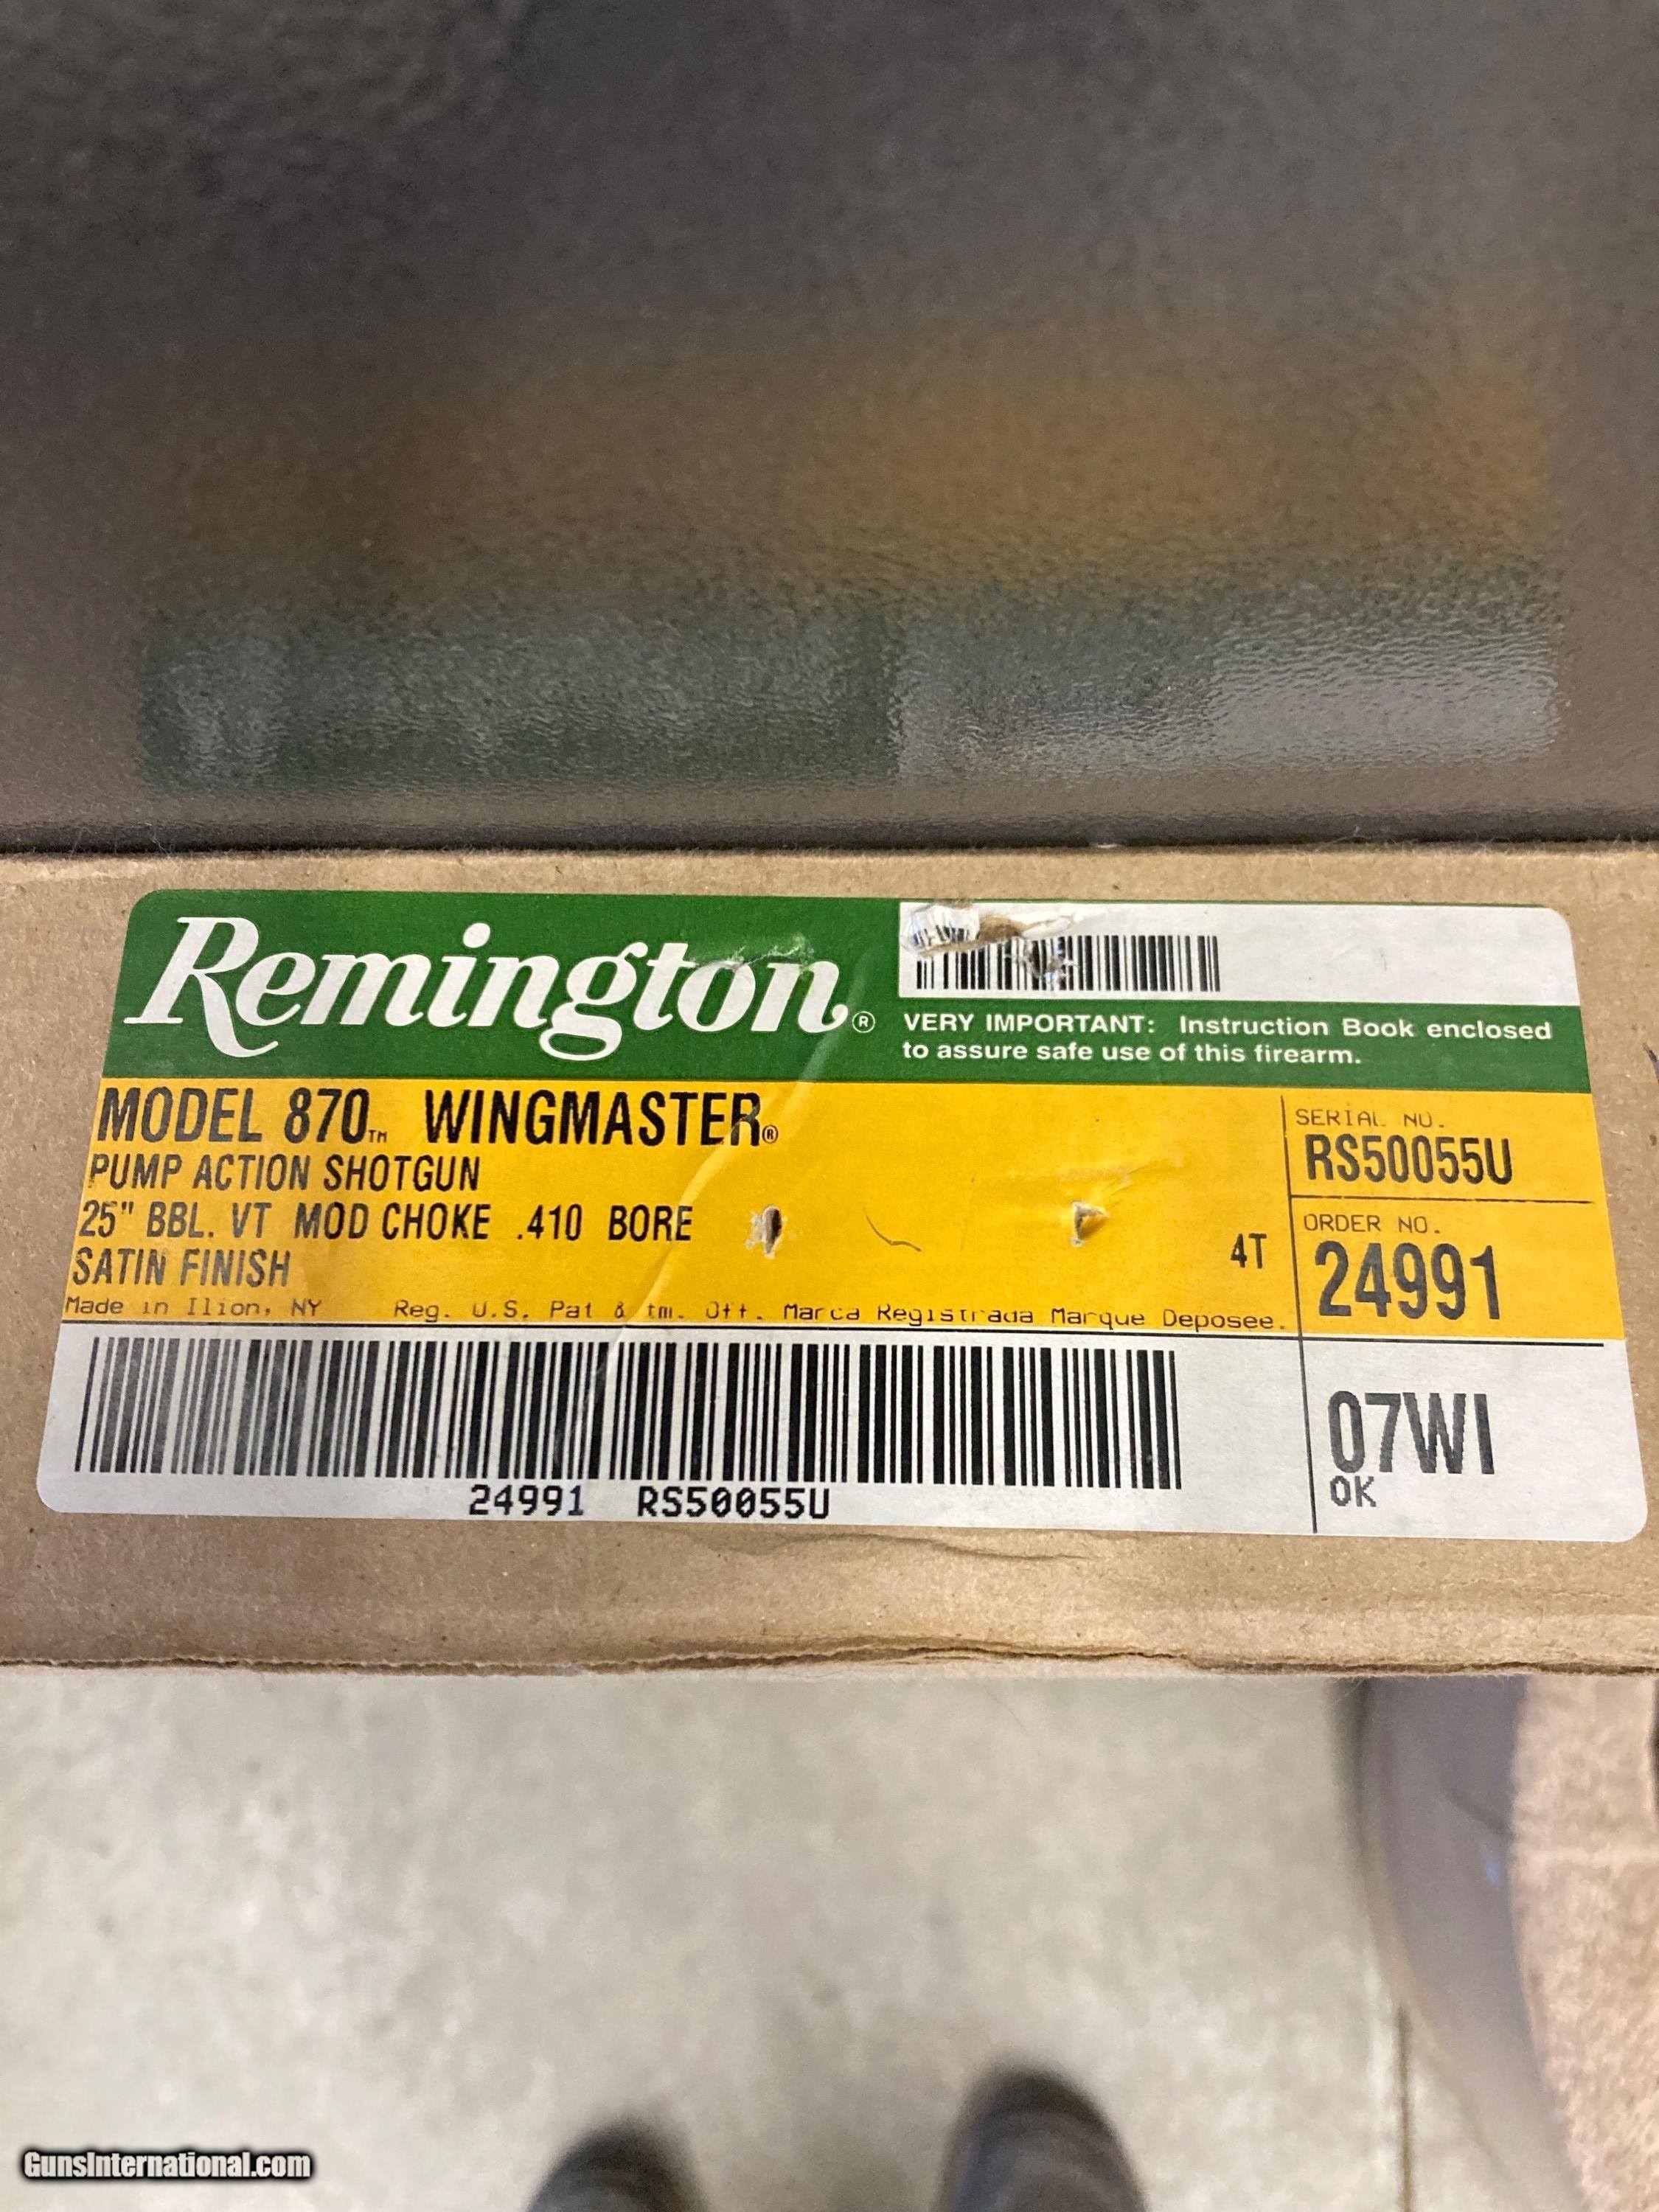 Remington®
VERY IMPORTANT: Instruction Book enclosed
to assure safe use of this firearm.
MODEL 870™ WINGMASTER®
PUMP ACTION SHOTGUN
25" BBL. VT MOD CHOKE .410 BORE
SATIN FINISH
4T
SERIAL NO.
RS50055U
ORDER NO.
24991
Made in Ilion, NY Reg. U.S. Pat & tm. Off. Marca Registrada Marque Deposee.
24991 RS50055U
07WI
OK
GunsInternational.com